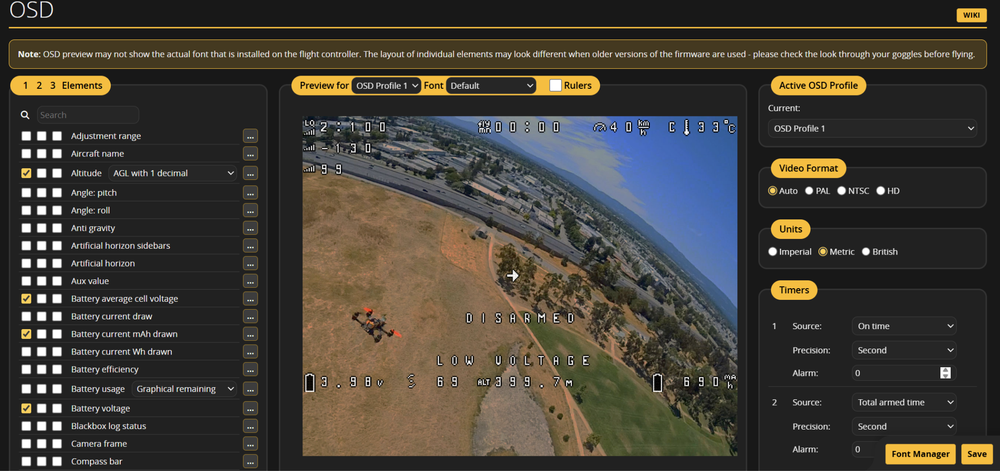 OSD
WIKI
Note: OSD preview may not show the actual font that is installed on the flight controller. The layout of individual elements may look different when older versions of the firmware are used - please check the look through your goggles before flying.
1 2 3 Elements
Search
Adjustment range ...
Aircraft name ...
Altitude AGL with 1 decimal ...
Angle: pitch ...
Angle: roll ...
Anti gravity ...
Artificial horizon sidebars ...
Artificial horizon ...
Aux value ...
Battery average cell voltage ...
Battery current draw ...
Battery current mAh drawn ...
Battery current Wh drawn ...
Battery efficiency ...
Battery usage Graphical remaining ...
Battery voltage ...
Blackbox log status ...
Camera frame ...
Compass bar ...
Preview for OSD Profile 1 Font Default Rulers
LQ 2:100 FLY MN 00:00 40 km/h C 33°C
-130
99
DISARMED
LOW VOLTAGE
3.98V S 69 ALT 399.7M 690 MAH
Active OSD Profile
Current:
OSD Profile 1
Video Format
Auto PAL NTSC HD
Units
Imperial Metric British
Timers
1 Source: On time
Precision: Second
Alarm: 0
2 Source: Total armed time
Precision: Second
Alarm: 0
Font Manager Save